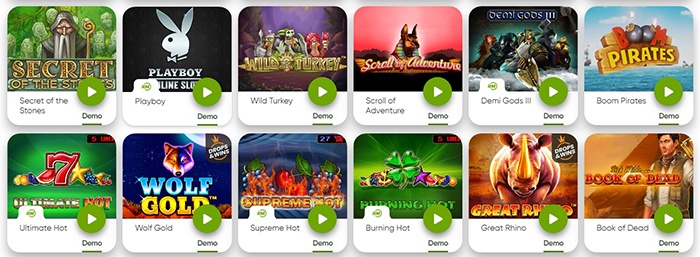 SECRET
OF THE STONES
Secret of the
Stones
Demo
PLAYBOY
ONLINE SLOT
Playboy
Demo
WILD TURKEY
Wild Turkey
Demo
Scroll of Adventure
Scroll of
Adventure
Demo
DEMI GODS III
Demi Gods III
Demo
BOOM
PIRATES
Boom Pirates
Demo
5 LINES
7
ULTIMATE HOT
Ultimate Hot
Demo
DROPS
&WINS
WOLF
GOLD
Wolf Gold
Demo
SUPREME HOT
Supreme Hot
Demo
5 LINES
BURNING HOT
Burning Hot
Demo
DROPS
&WINS
GREAT RHINO
Great Rhino
Demo
BOOK OF DEAD
Book of Dead
Demo